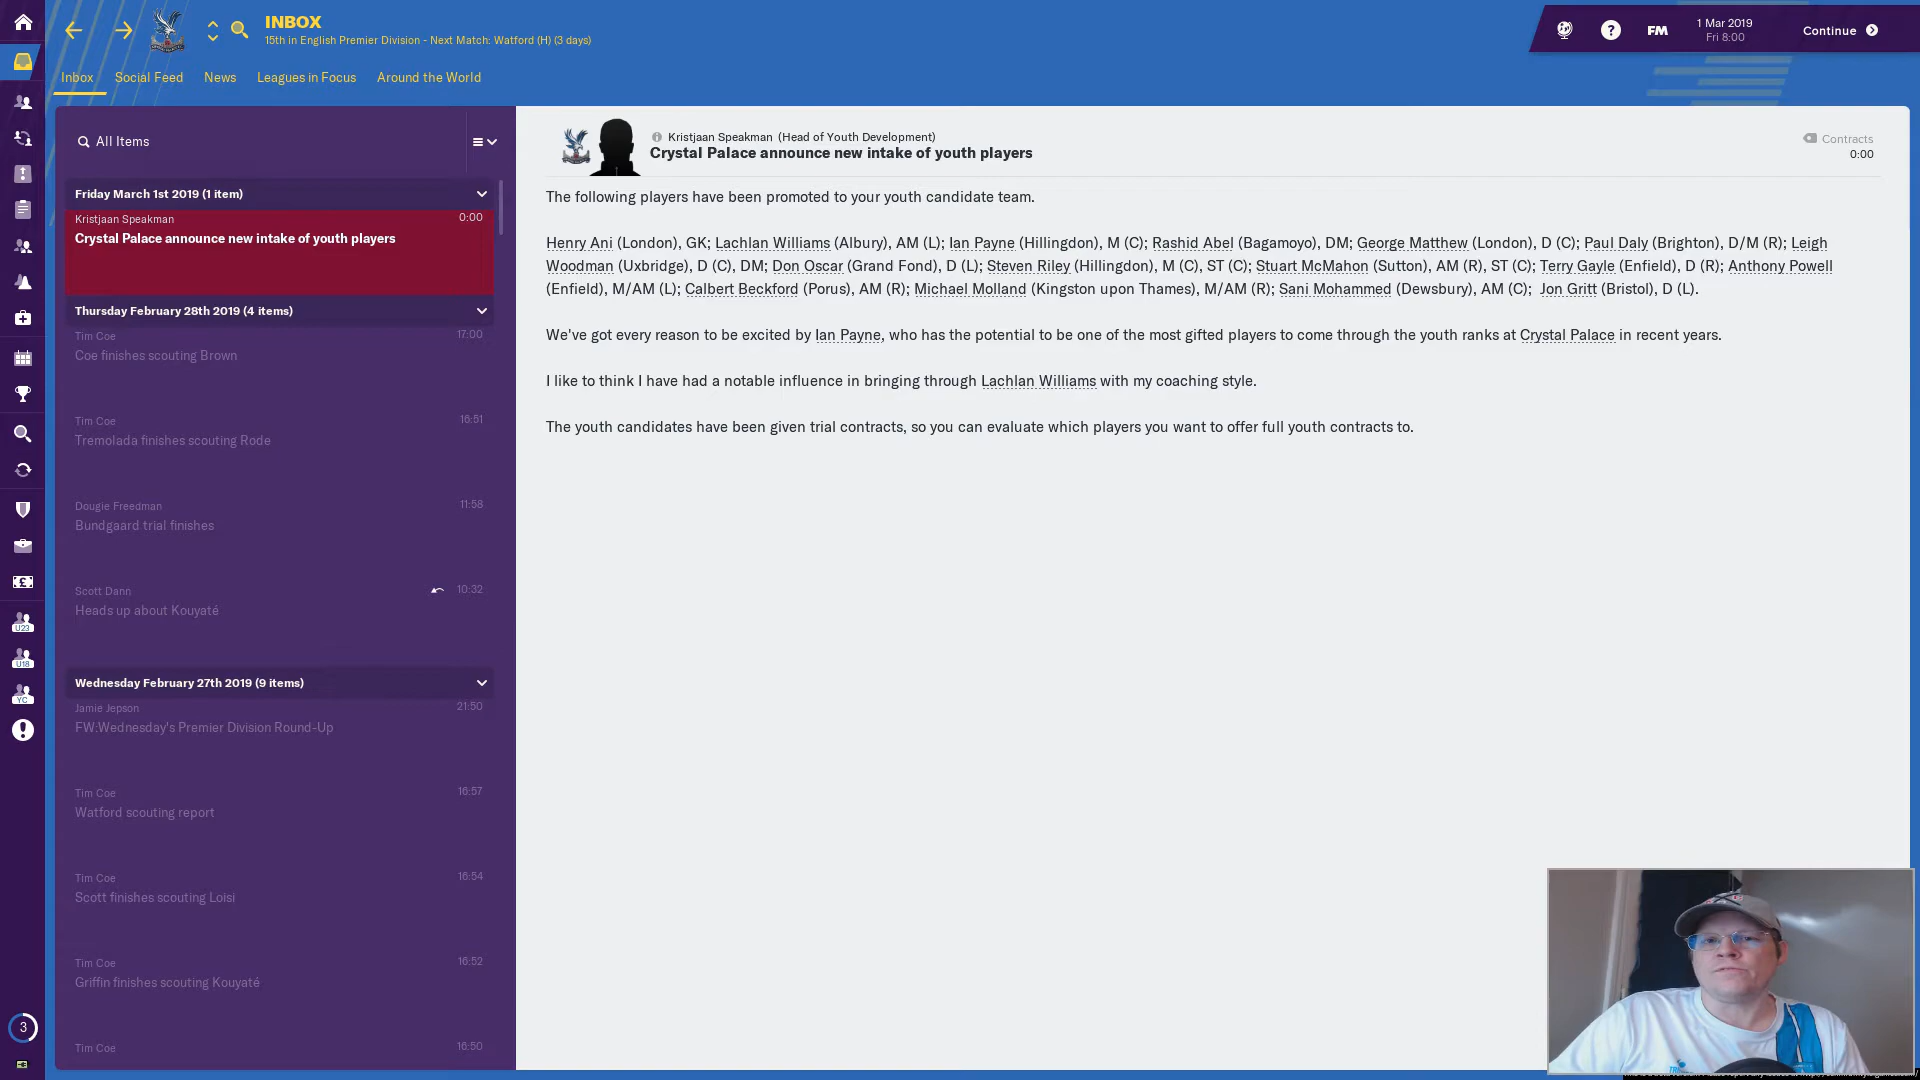 INBOX
15th in English Premier Division - Next Match: Watford (H) (3 days)
FM
1 Mar 2019
Fri 8:00
Continue
Inbox
Social Feed
News
Leagues in Focus
Around the World
All Items
Friday March 1st 2019 (1 item)
Kristjaan Speakman
0:00
Crystal Palace announce new intake of youth players
Thursday February 28th 2019 (4 items)
Tim Coe
17:00
Coe finishes scouting Brown
Tim Coe
16:51
Tremolada finishes scouting Rode
Dougie Freedman
11:58
Bundgaard trial finishes
Scott Dann
10:32
Heads up about Kouyaté
Wednesday February 27th 2019 (9 items)
Jamie Jepson
21:50
FW:Wednesday's Premier Division Round-Up
Tim Coe
16:57
Watford scouting report
Tim Coe
16:54
Scott finishes scouting Loisi
Tim Coe
16:52
Griffin finishes scouting Kouyaté
Tim Coe
16:50
U23
U18
YC
3
Kristjaan Speakman (Head of Youth Development)
Crystal Palace announce new intake of youth players
Contracts
0:00
The following players have been promoted to your youth candidate team.
Henry Ani (London), GK; Lachlan Williams (Albury), AM (L); Ian Payne (Hillingdon), M (C); Rashid Abel (Bagamoyo), DM; George Matthew (London), D (C); Paul Daly (Brighton), D/M (R); Leigh
Woodman (Uxbridge), D (C), DM; Don Oscar (Grand Fond), D (L); Steven Riley (Hillingdon), M (C), ST (C); Stuart McMahon (Sutton), AM (R), ST (C); Terry Gayle (Enfield), D (R); Anthony Powell
(Enfield), M/AM (L); Calbert Beckford (Porus), AM (R); Michael Molland (Kingston upon Thames), M/AM (R); Sani Mohammed (Dewsbury), AM (C); Jon Gritt (Bristol), D (L).
We've got every reason to be excited by Ian Payne, who has the potential to be one of the most gifted players to come through the youth ranks at Crystal Palace in recent years.
I like to think I have had a notable influence in bringing through Lachlan Williams with my coaching style.
The youth candidates have been given trial contracts, so you can evaluate which players you want to offer full youth contracts to.